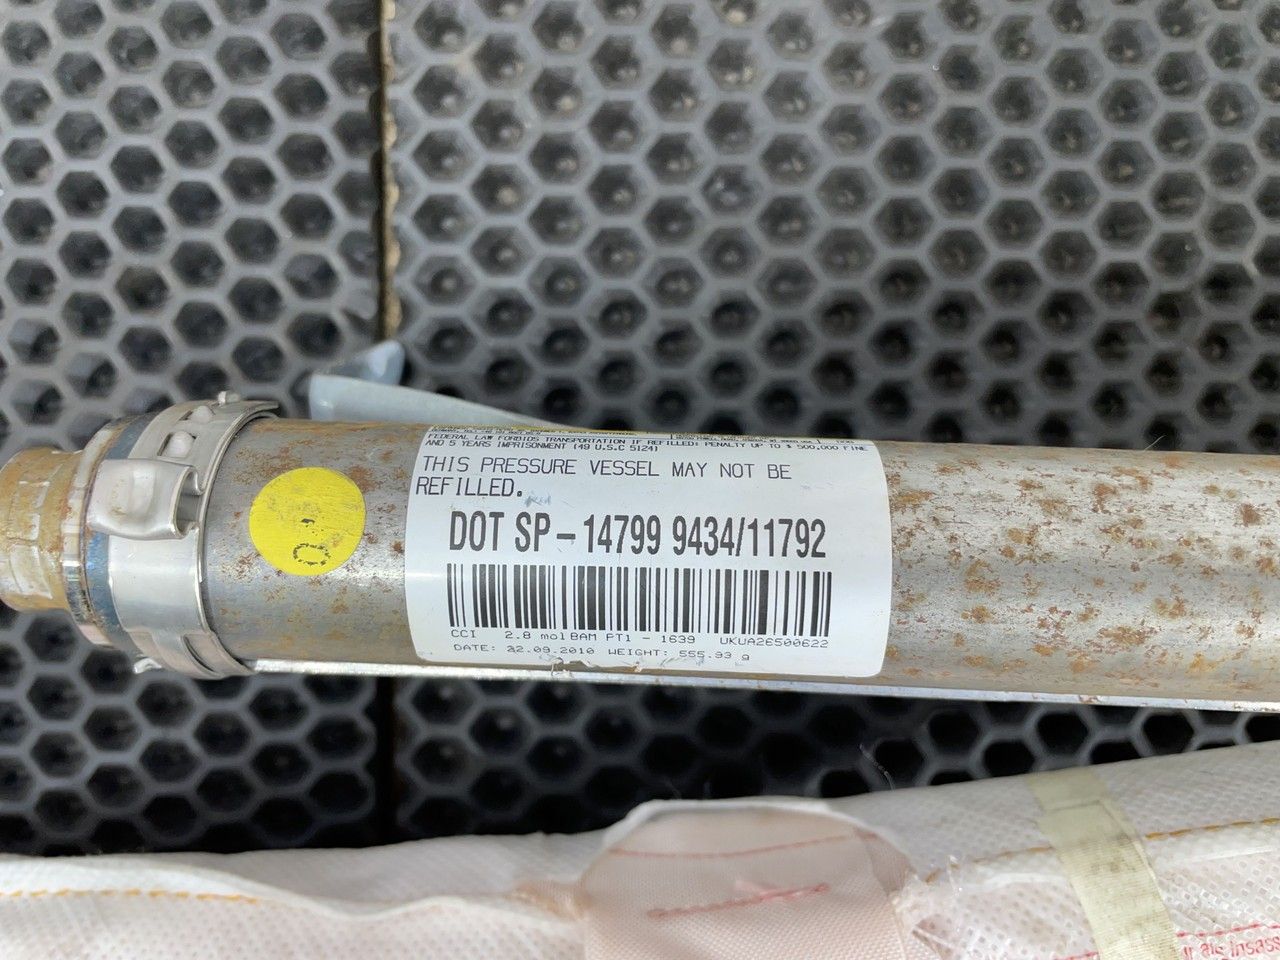 FEDERAL LAW FORBIDS TRANSPORTATION IF REFILLED: PENALTY UP TO $ 500,000 FINE
AND 5 YEARS IMPRISONMENT (49 U.S.C 5124)
THIS PRESSURE VESSEL MAY NOT BE
REFILLED.
DOT SP-14799 9434/11792
CCI 2.8 mol BAM PT1 - 1639 UKUA26500622
DATE: 22.09.2010 WEIGHT: 555.93 g
als Insass